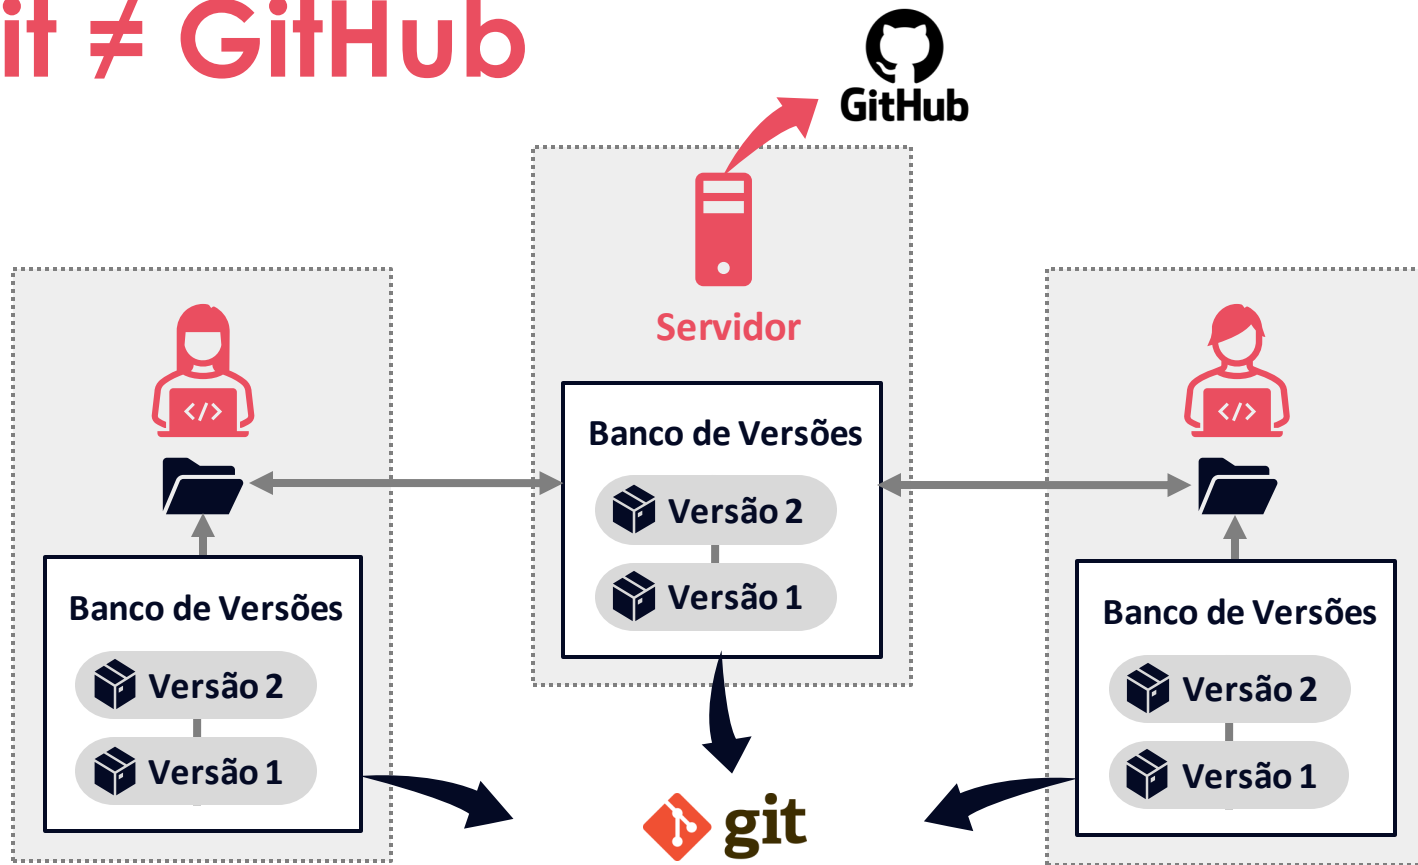 it ≠ GitHub
GitHub
Servidor
Banco de Versões
Versão 2
Versão 1
</>
Banco de Versões
Versão 2
Versão 1
</>
Banco de Versões
Versão 2
Versão 1
git